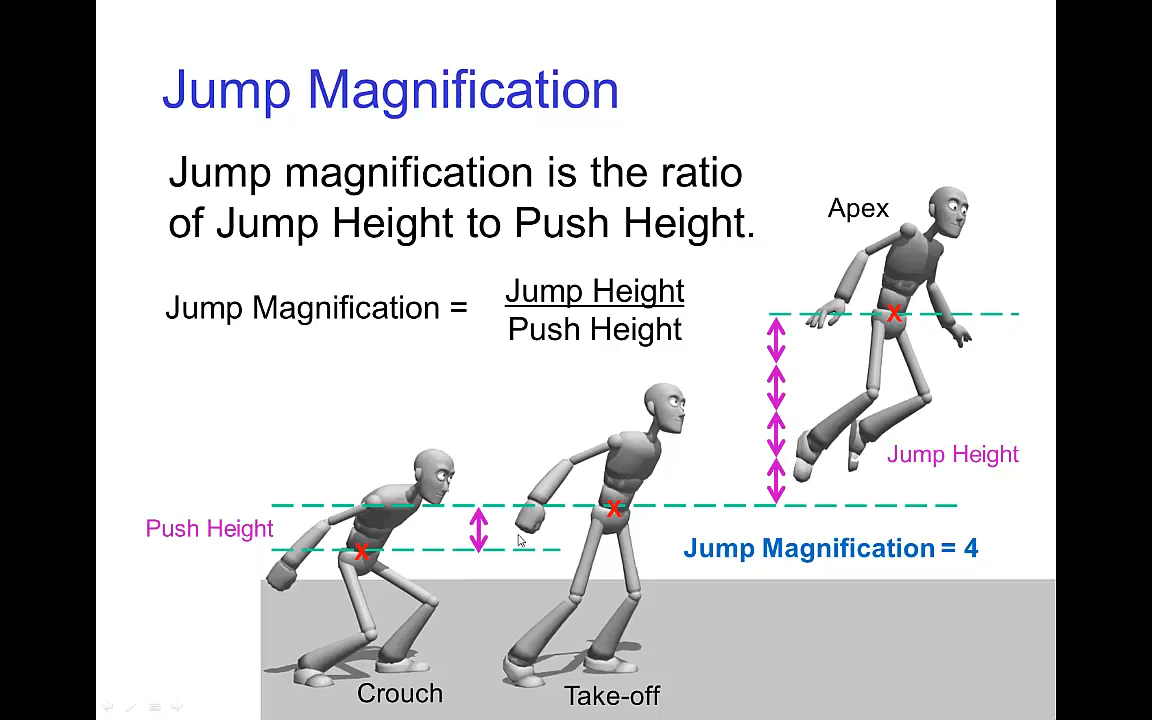 Jump Magnification
Jump magnification is the ratio
of Jump Height to Push Height.
Jump Magnification =
Jump Height
Push Height
Apex
Jump Height
Push Height
Jump Magnification = 4
Crouch
Take-off
x
x
x